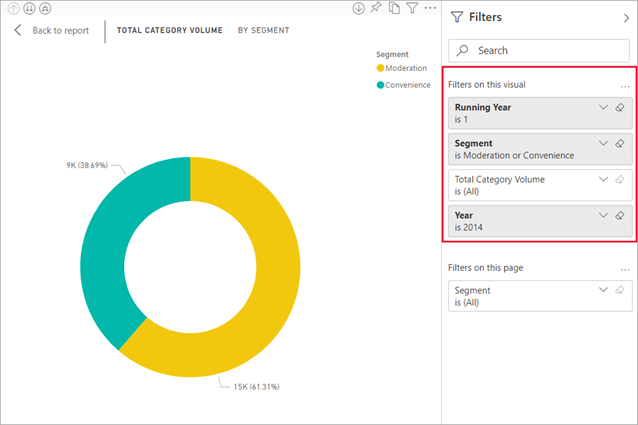 Back to report
TOTAL CATEGORY VOLUME BY SEGMENT
Segment
Moderation
Convenience
9K (38.69%)
15K (61.31%)
Filters
Search
Filters on this visual
Running Year
is 1
Segment
is Moderation or Convenience
Total Category Volume
is (All)
Year
is 2014
Filters on this page
Segment
is (All)